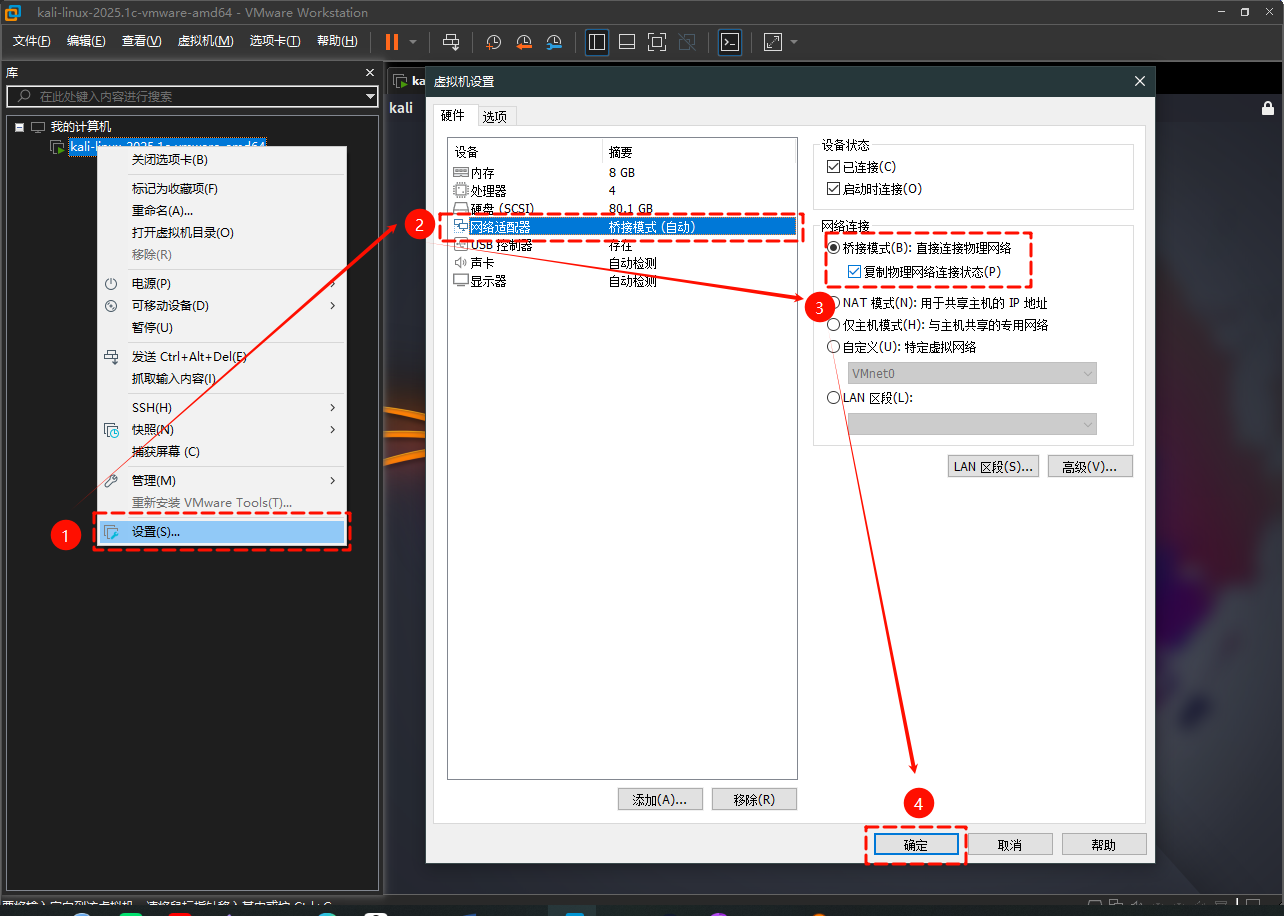 kali-linux-2025.1c-vmware-amd64 - VMware Workstation
文件(F) 编辑(E) 查看(V) 虚拟机(M) 选项卡(T) 帮助(H)
库
在此处键入内容进行搜索
我的计算机
kali-linux-2025.1c-vmware-amd64
关闭选项卡(B)
标记为收藏项(F)
重命名(A)...
打开虚拟机目录(O)
移除(R)
电源(P)
可移动设备(D)
暂停(U)
发送 Ctrl+Alt+Del(E)
抓取输入内容(I)
SSH(H)
快照(N)
捕获屏幕 (C)
管理(M)
重新安装 VMware Tools(T)...
1
设置(S)...
kali
虚拟机设置
硬件 选项
设备 摘要
内存 8 GB
处理器 4
硬盘 (SCSI) 80.1 GB
2
网络适配器 桥接模式 (自动)
USB 控制器 存在
声卡 自动检测
显示器 自动检测
添加(A)... 移除(R)
设备状态
已连接(C)
启动时连接(O)
网络连接
桥接模式(B): 直接连接物理网络
复制物理网络连接状态(P)
3
NAT 模式(N): 用于共享主机的 IP 地址
仅主机模式(H): 与主机共享的专用网络
自定义(U): 特定虚拟网络
VMnet0
LAN 区段(L):
LAN 区段(S)... 高级(V)...
4
确定 取消 帮助